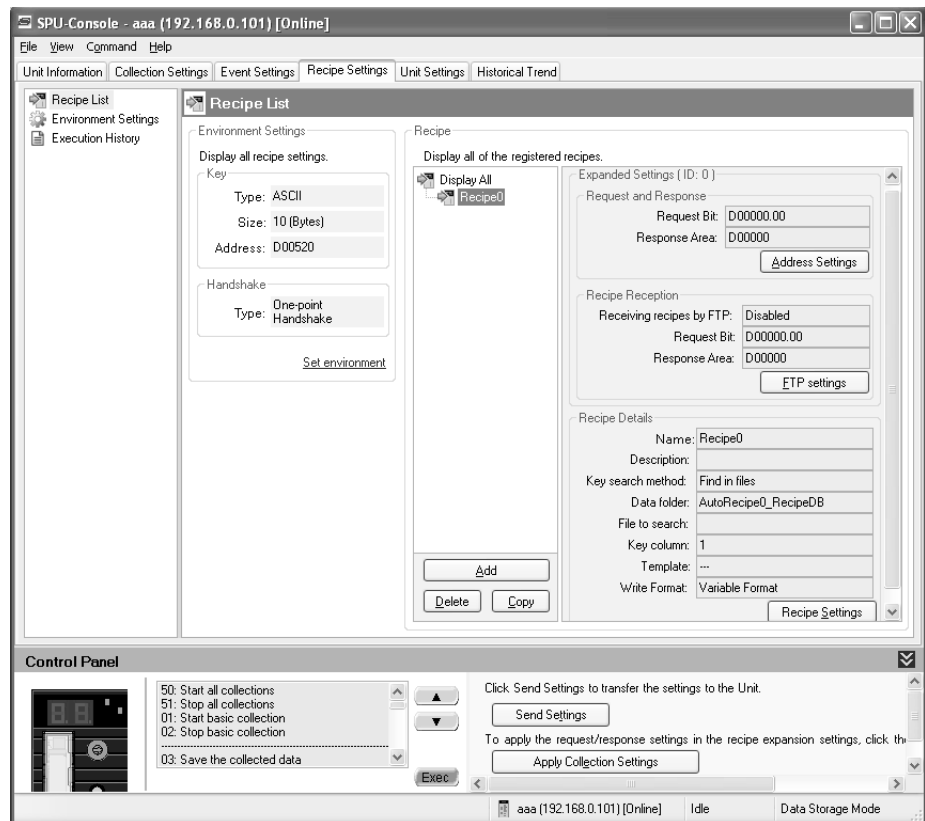 SPU-Console - aaa (192.168.0.101) [Online]
File View Command Help
Unit Information Collection Settings Event Settings Recipe Settings Unit Settings Historical Trend
Recipe List
Environment Settings
Execution History
Recipe List
Environment Settings
Display all recipe settings.
Key
Type: ASCII
Size: 10 (Bytes)
Address: D00520
Handshake
Type: One-point
Handshake
Set environment
Recipe
Display all of the registered recipes.
Display All
Recipe0
Add
Delete Copy
Expanded Settings ( ID: 0 )
Request and Response
Request Bit: D00000.00
Response Area: D00000
Address Settings
Recipe Reception
Receiving recipes by FTP: Disabled
Request Bit: D00000.00
Response Area: D00000
FTP settings
Recipe Details
Name: Recipe0
Description:
Key search method: Find in files
Data folder: AutoRecipe0_RecipeDB
File to search:
Key column: 1
Template: ---
Write Format: Variable Format
Recipe Settings
Control Panel
50: Start all collections
51: Stop all collections
01: Start basic collection
02: Stop basic collection
03: Save the collected data
Exec
Click Send Settings to transfer the settings to the Unit.
Send Settings
To apply the request/response settings in the recipe expansion settings, click
Apply Collection Settings
aaa (192.168.0.101) [Online] Idle Data Storage Mode